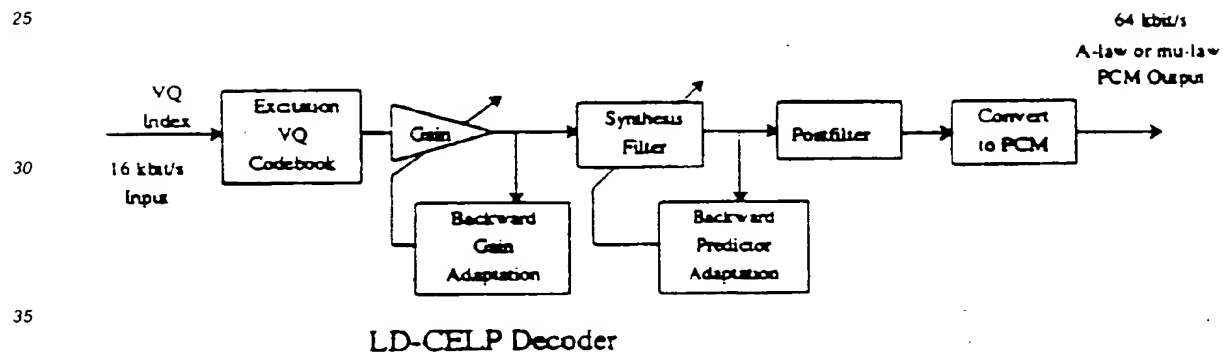 25
64 kbit/s
A-law or mu-law
PCM Output
VQ
Index
16 kbit/s
Input
Excitation
VQ
Codebook
Gain
Synthesis
Filter
Postfilter
Convert
to PCM
30
Backward
Gain
Adaptation
Backward
Predictor
Adaptation
35
LD-CELP Decoder